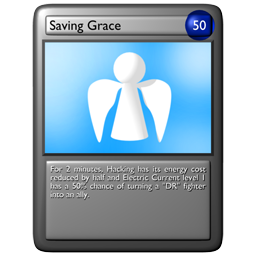 Saving Grace
50
For 2 minutes, Hacking has its energy cost
reduced by half and Electric Current level 1
has a 50% chance of turning a "DR" fighter
into an ally.